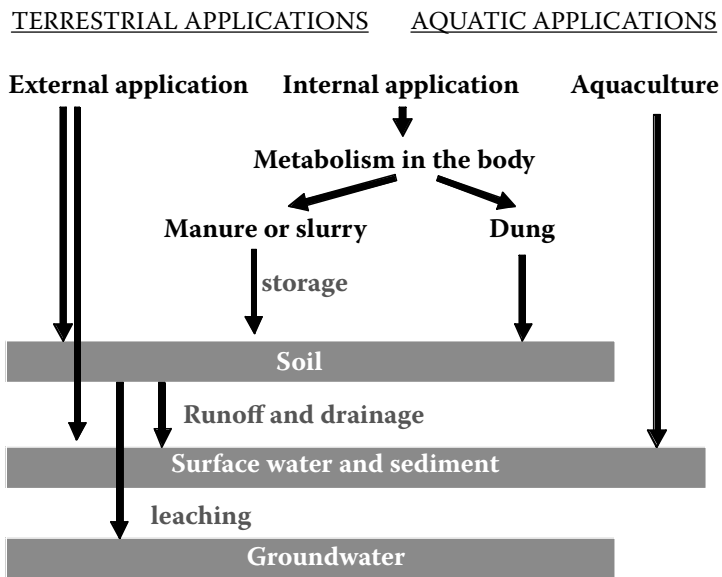 TERRESTRIAL APPLICATIONS
AQUATIC APPLICATIONS
External application
Internal application
Aquaculture
Metabolism in the body
Manure or slurry
Dung
storage
Soil
Runoff and drainage
Surface water and sediment
leaching
Groundwater